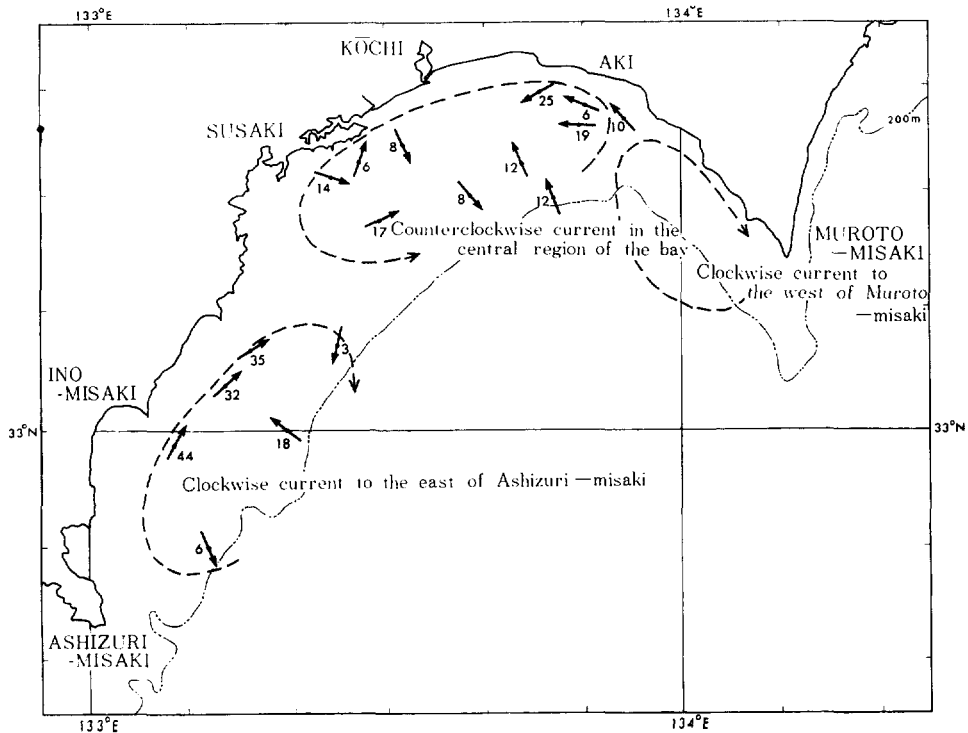 133°E
134°E
KŌCHI
AKI
SUSAKI
200m
25
6
10
19
8
6
12
14
8
12
17
Counterclockwise current in the
central region of the bay
MUROTO
-MISAKI
Clockwise current to
the west of Muroto
-misaki
35
3
INO
-MISAKI
32
33°N
33°N
18
44
Clockwise current to the east of Ashizuri-misaki
6
ASHIZURI
-MISAKI
133°E
134°E